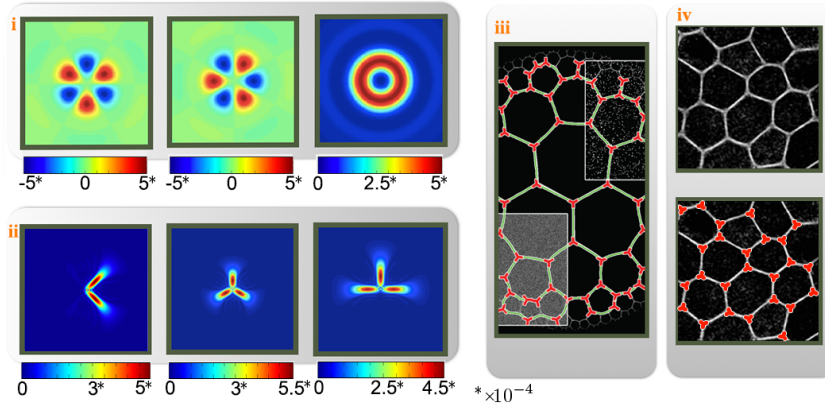 i
-5* 0 5*
-5* 0 5*
0 2.5* 5*
ii
0 3* 5*
0 3* 5.5*
0 2.5* 4.5*
iii
iv
*×10⁻⁴